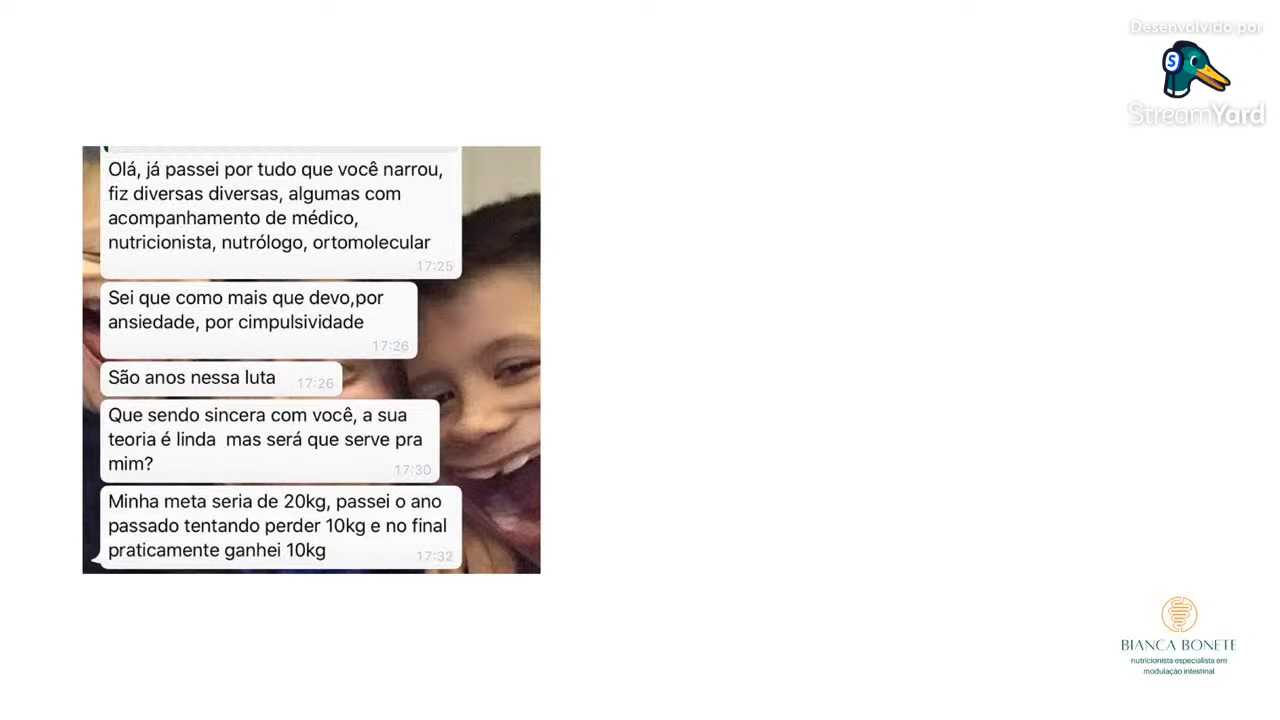 Desenvolvido por
S
StreamYard
Olá, já passei por tudo que você narrou,
fiz diversas diversas, algumas com
acompanhamento de médico,
nutricionista, nutrólogo, ortomolecular
17:25
Sei que como mais que devo,por
ansiedade, por cimpulsividade
17:26
São anos nessa luta 17:26
Que sendo sincera com você, a sua
teoria é linda  mas será que serve pra
mim?
17:30
Minha meta seria de 20kg, passei o ano
passado tentando perder 10kg e no final
praticamente ganhei 10kg
17:32
BIANCA BONETE
nutricionista especialista em
modulação intestinal